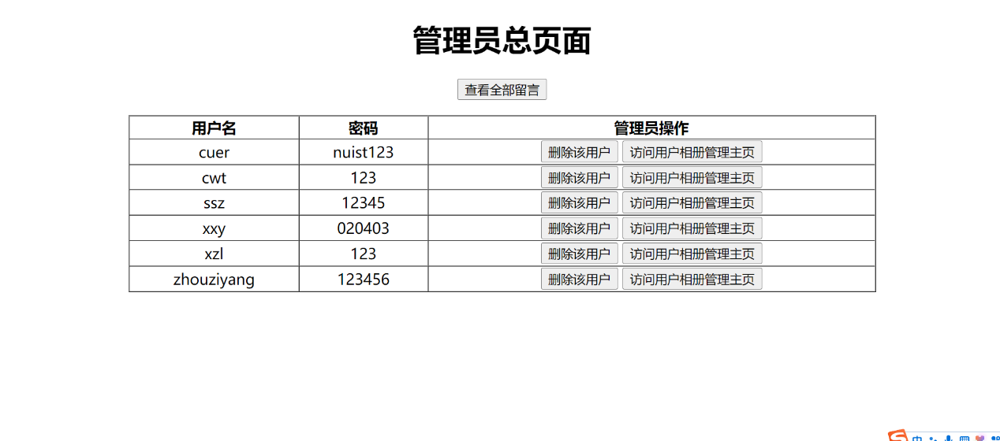 管理员总页面
查看全部留言
用户名 密码 管理员操作
cuer nuist123 删除该用户 访问用户相册管理主页
cwt 123 删除该用户 访问用户相册管理主页
ssz 12345 删除该用户 访问用户相册管理主页
xxy 020403 删除该用户 访问用户相册管理主页
xzl 123 删除该用户 访问用户相册管理主页
zhouziyang 123456 删除该用户 访问用户相册管理主页
S 中